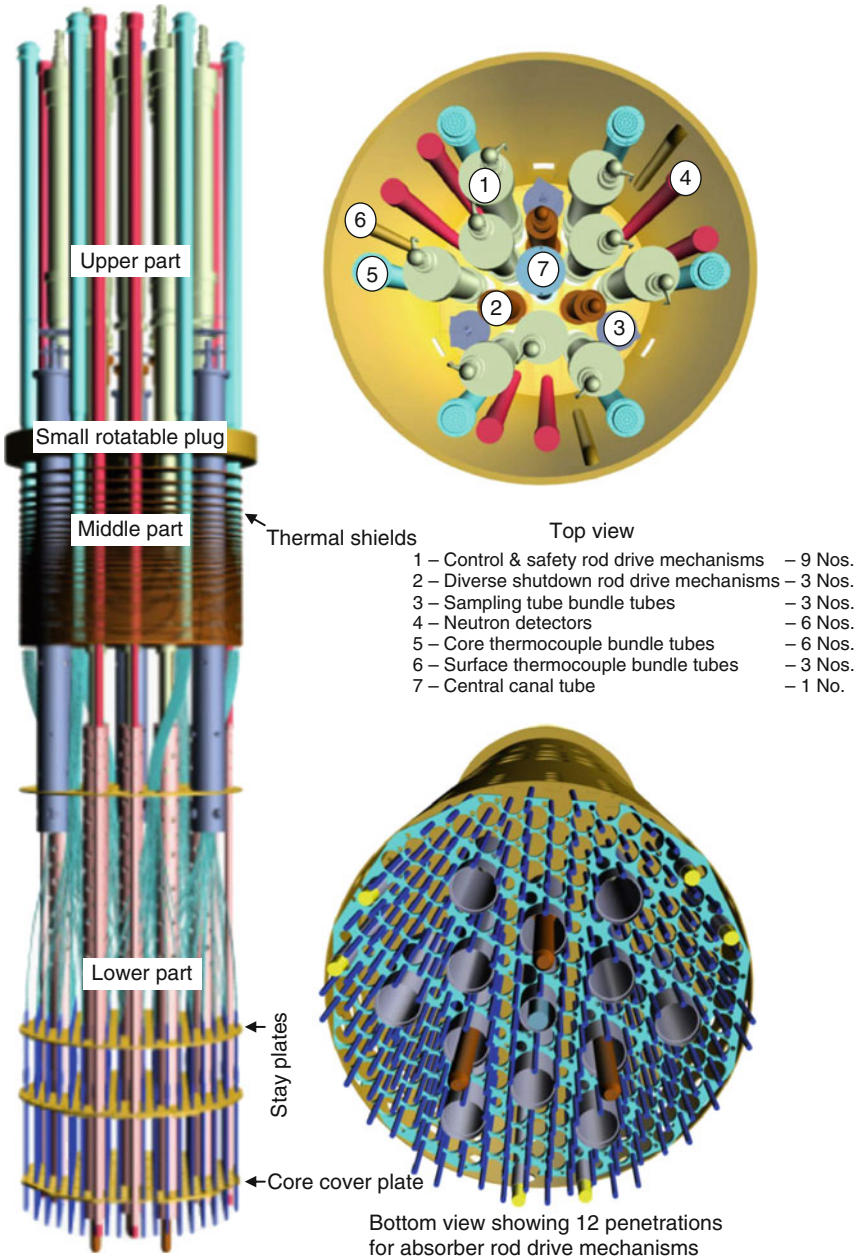 Upper part
Small rotatable plug
Middle part
Thermal shields
Lower part
Stay plates
Core cover plate
1
4
6
5
7
2
3
Top view
1 – Control & safety rod drive mechanisms – 9 Nos.
2 – Diverse shutdown rod drive mechanisms – 3 Nos.
3 – Sampling tube bundle tubes – 3 Nos.
4 – Neutron detectors – 6 Nos.
5 – Core thermocouple bundle tubes – 6 Nos.
6 – Surface thermocouple bundle tubes – 3 Nos.
7 – Central canal tube – 1 No.
Bottom view showing 12 penetrations
for absorber rod drive mechanisms